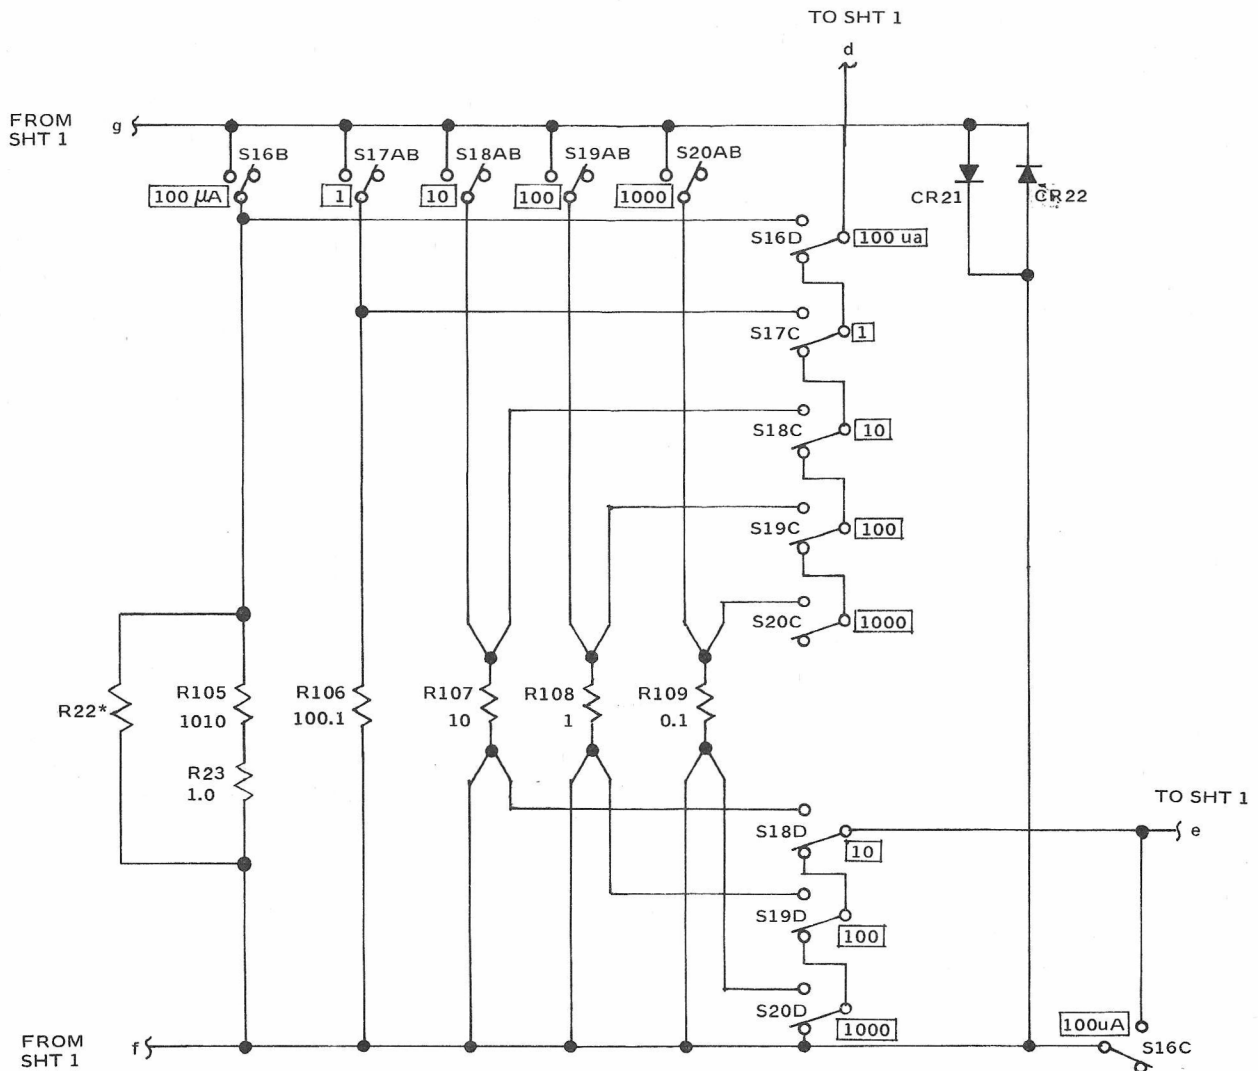 TO SHT 1
d
FROM
SHT 1
g
S16B
S17AB
S18AB
S19AB
S20AB
100 µA
1
10
100
1000
CR21
CR22
S16D
100 ua
S17C
1
S18C
10
S19C
100
S20C
1000
R22*
R105
1010
R106
100.1
R107
10
R108
1
R109
0.1
R23
1.0
TO SHT 1
S18D
e
10
S19D
100
S20D
1000
100uA
S16C
FROM
SHT 1
f